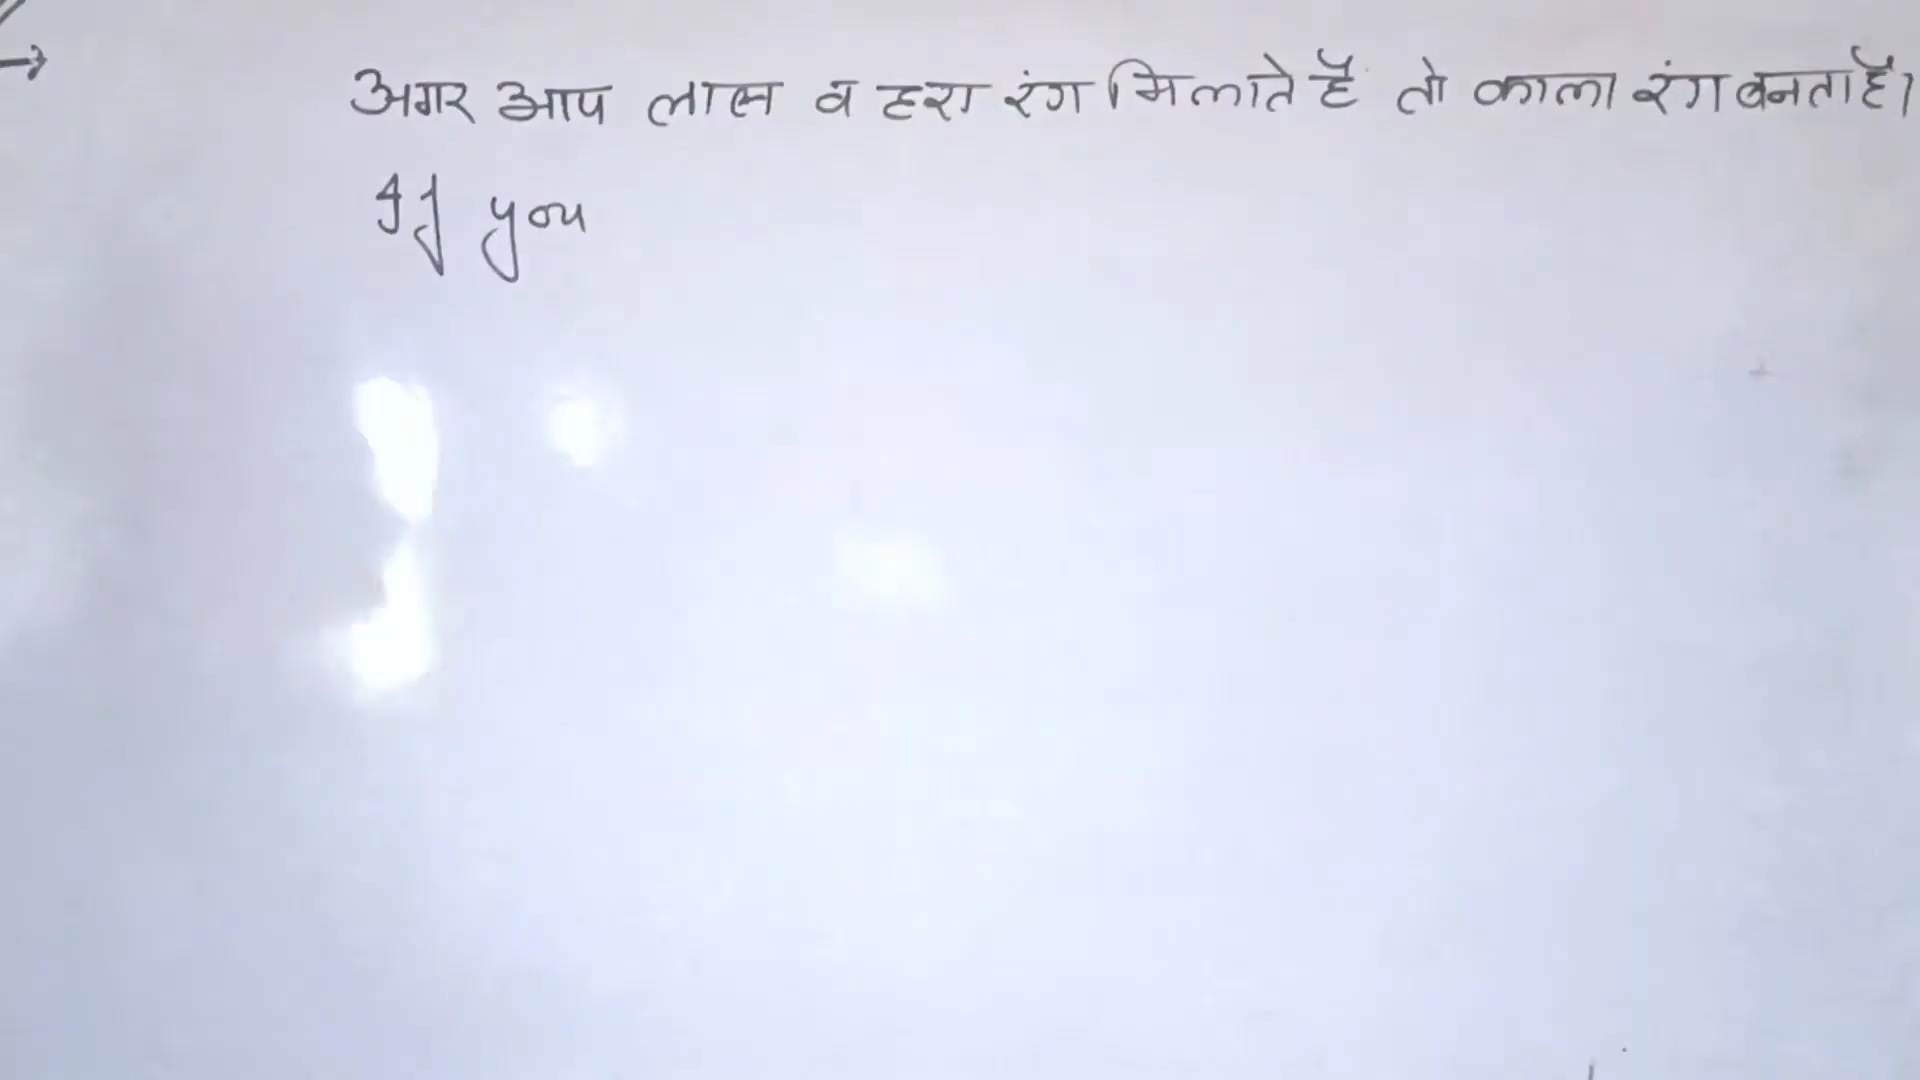 → अगर आप लाल व हरा रंग मिलाते हैं तो काला रंग बनता है।
If you